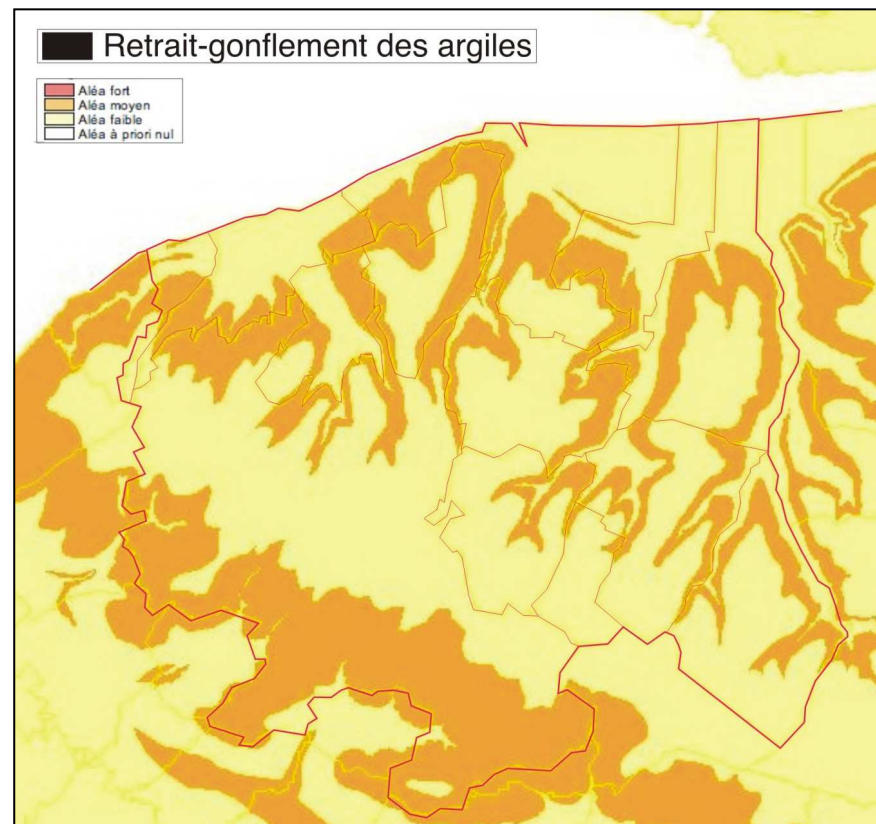 Retrait-gonflement des argiles
Aléa fort
Aléa moyen
Aléa faible
Aléa à priori nul